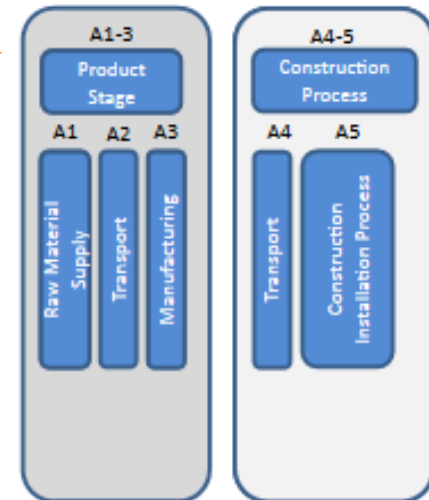 A1-3
Product
Stage
A1
A2
A3
Raw Material
Supply
Transport
Manufacturing
A4-5
Construction
Process
A4
A5
Transport
Construction
Installation Process